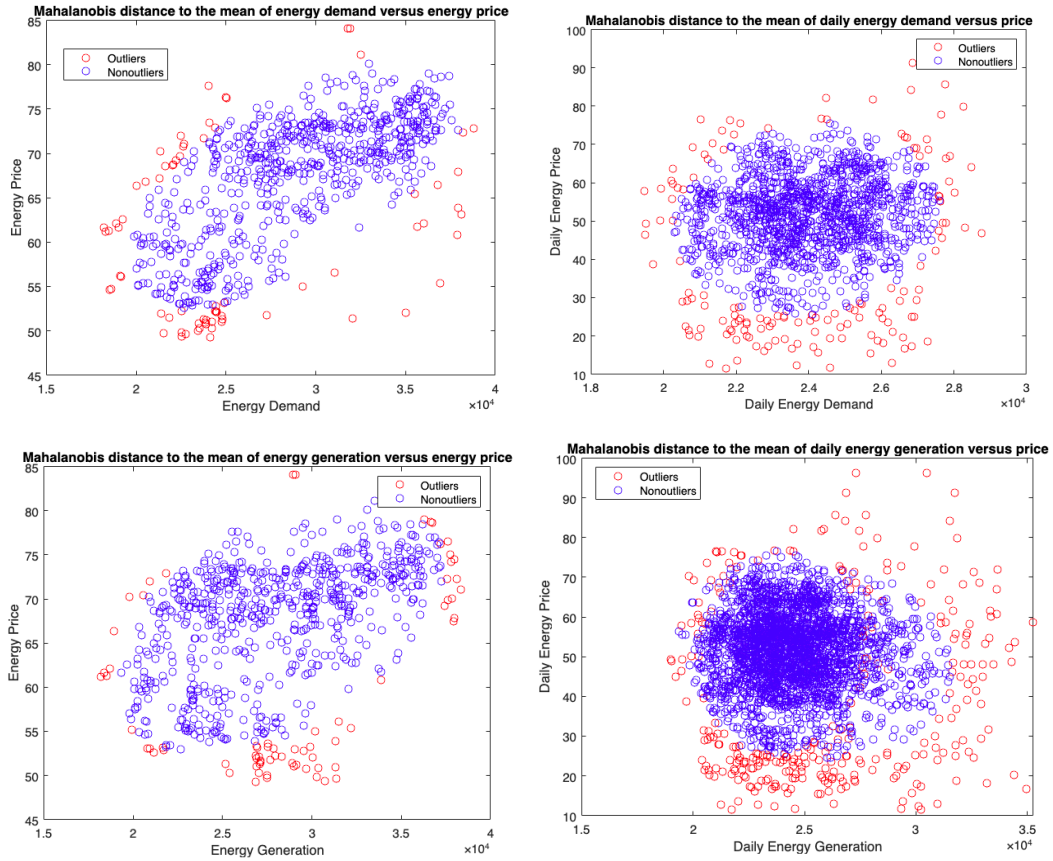 Mahalanobis distance to the mean of energy demand versus energy price
85
80
75
70
65
60
55
50
45
Energy Price
Outliers
Nonoutliers
1.5 2 2.5 3 3.5 4
Energy Demand
×10⁴
Mahalanobis distance to the mean of daily energy demand versus price
100
90
80
70
60
50
40
30
20
10
Daily Energy Price
Outliers
Nonoutliers
1.8 2 2.2 2.4 2.6 2.8 3
Daily Energy Demand
×10⁴
Mahalanobis distance to the mean of energy generation versus energy price
85
80
75
70
65
60
55
50
45
Energy Price
Outliers
Nonoutliers
1.5 2 2.5 3 3.5 4
Energy Generation
×10⁴
Mahalanobis distance to the mean of daily energy generation versus price
100
90
80
70
60
50
40
30
20
10
Daily Energy Price
Outliers
Nonoutliers
1.5 2 2.5 3 3.5
Daily Energy Generation
×10⁴